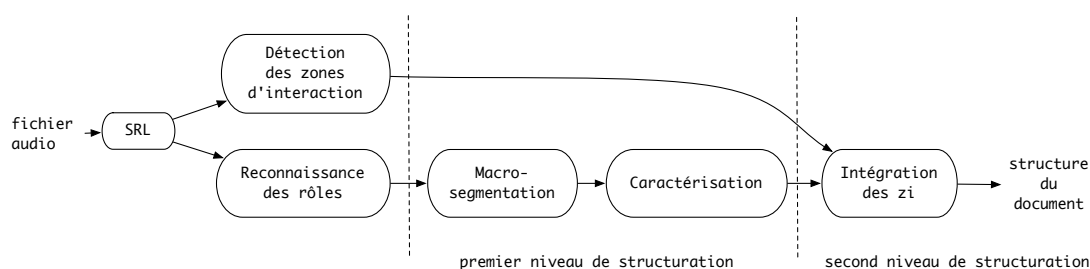 fichier
audio
SRL
Détection
des zones
d'interaction
Reconnaissance
des rôles
Macro-
segmentation
Caractérisation
Intégration
des zi
structure
du
document
premier niveau de structuration
second niveau de structuration